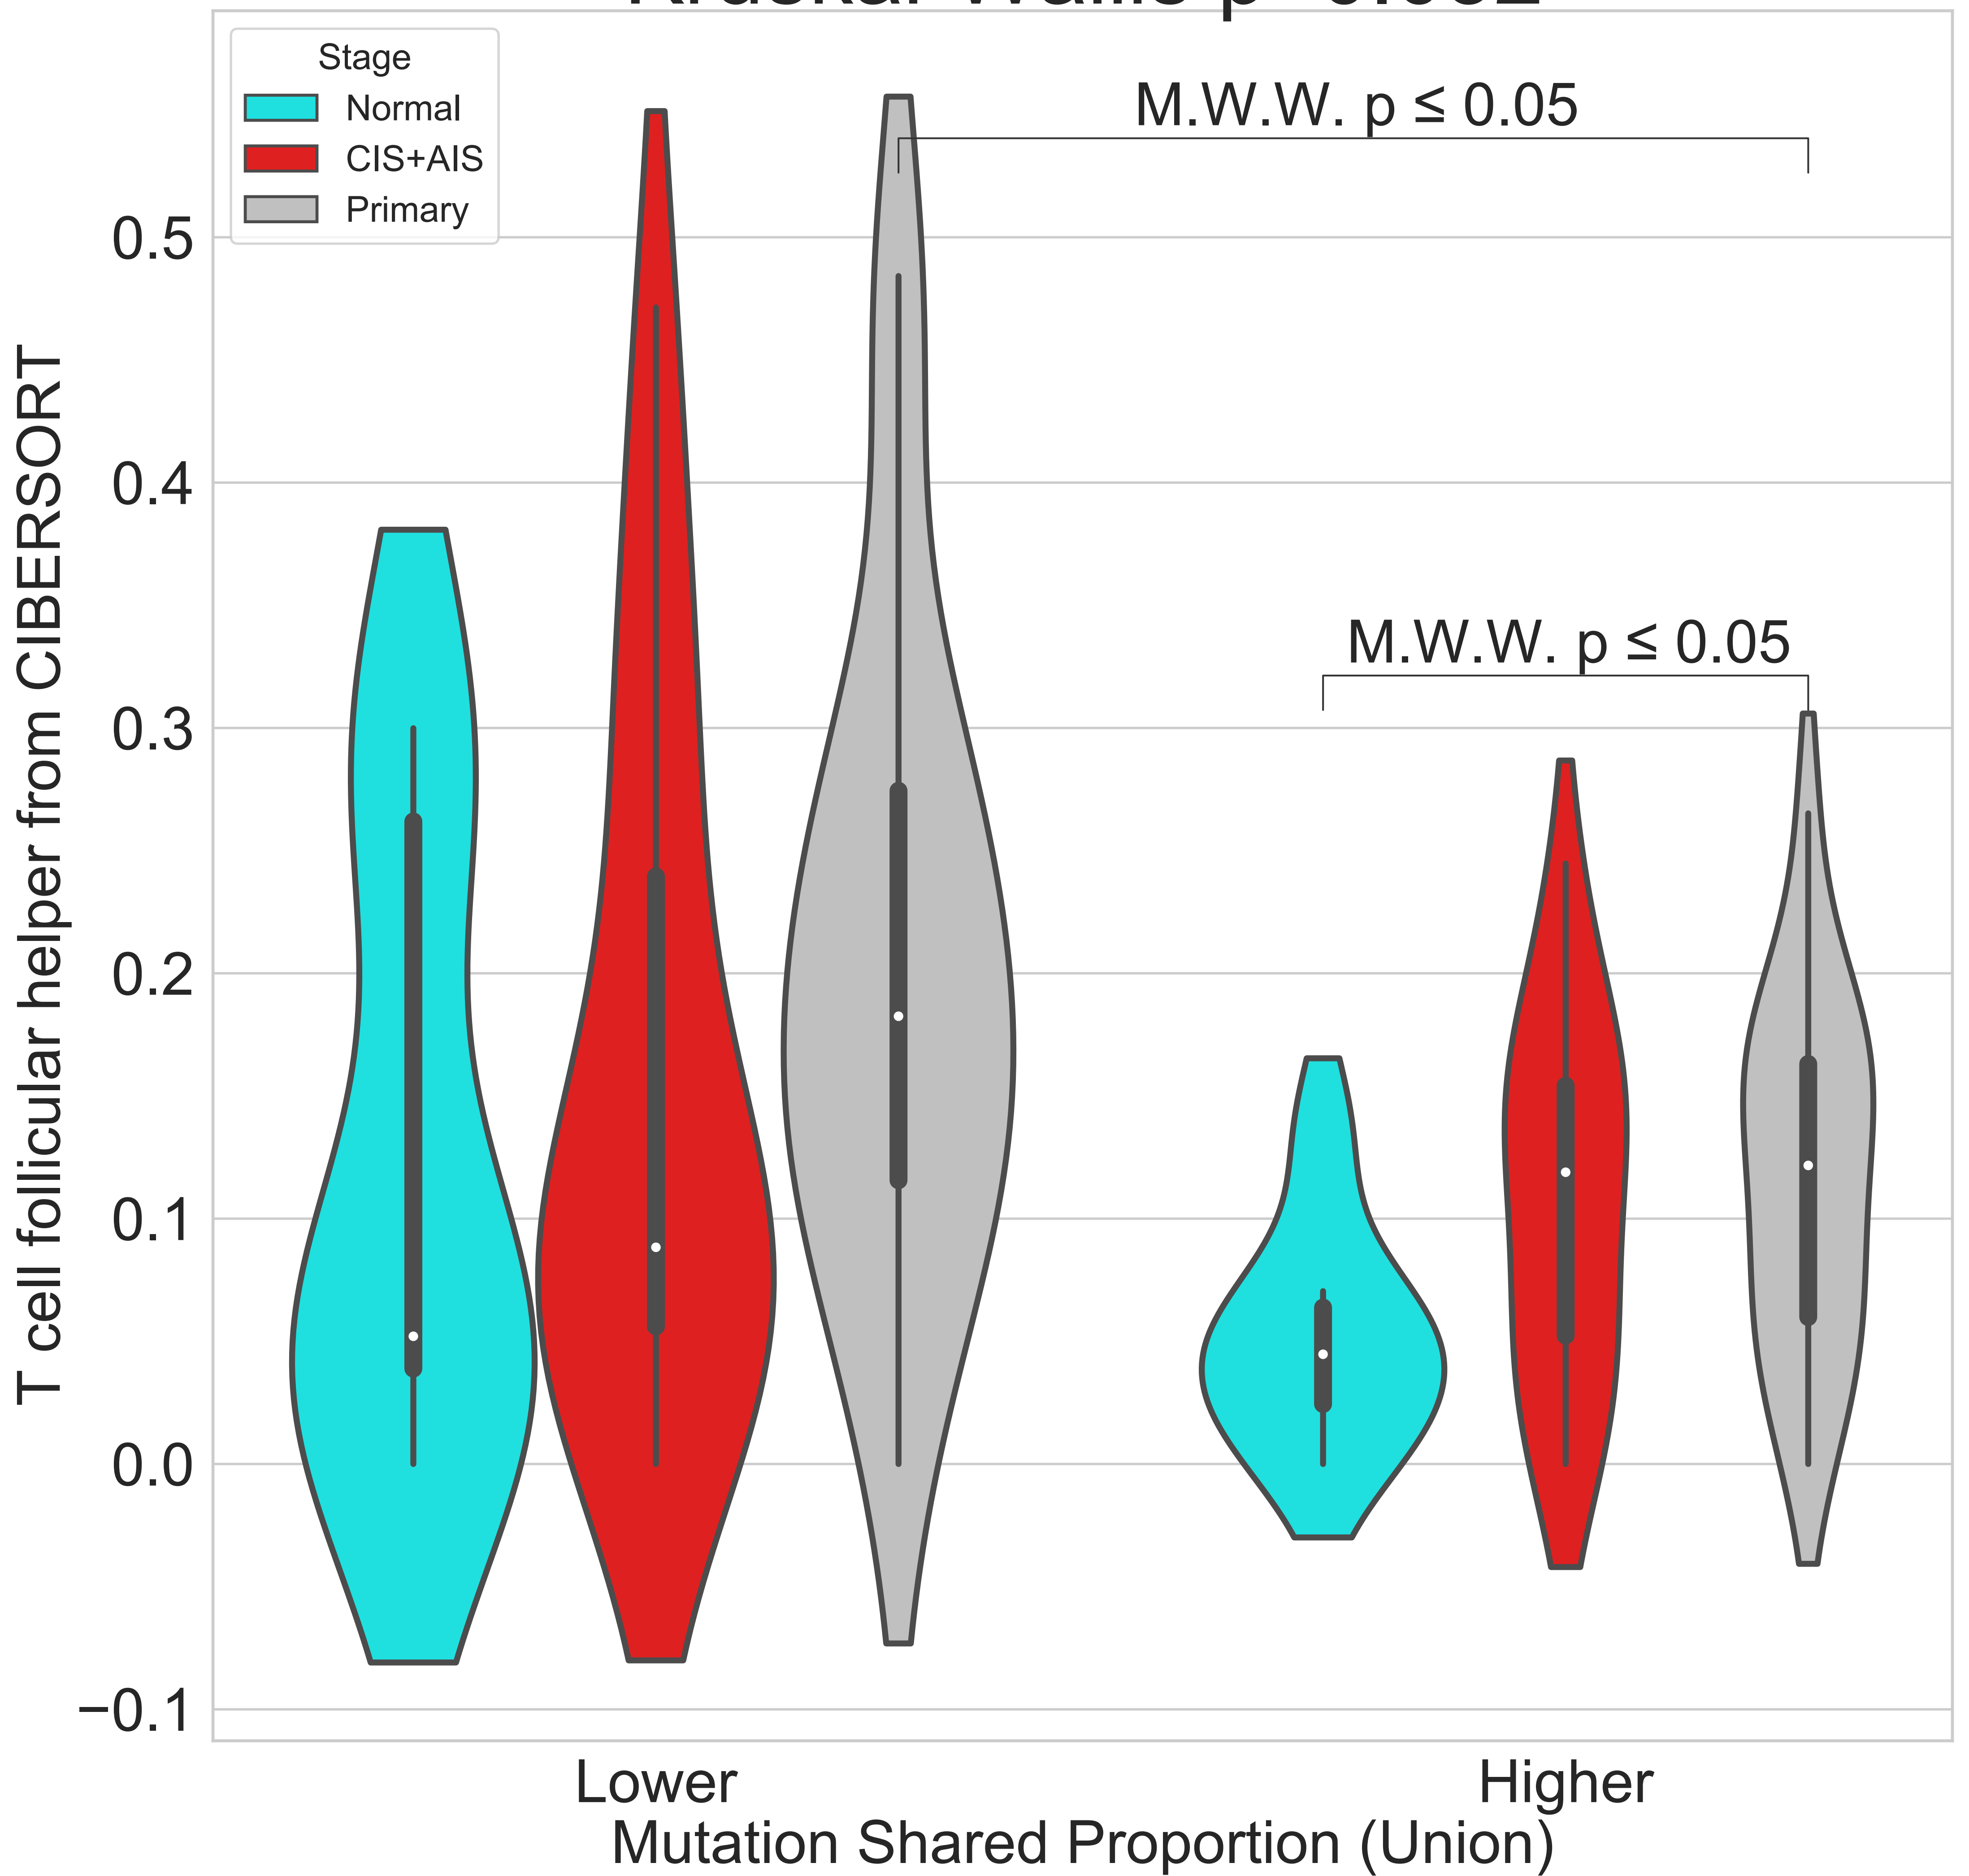 Stage
Normal
CIS+AIS
Primary
M.W.W. p ≤ 0.05
M.W.W. p ≤ 0.05
0.5
0.4
0.3
0.2
0.1
0.0
−0.1
T cell follicular helper from CIBERSORT
Lower
Higher
Mutation Shared Proportion (Union)